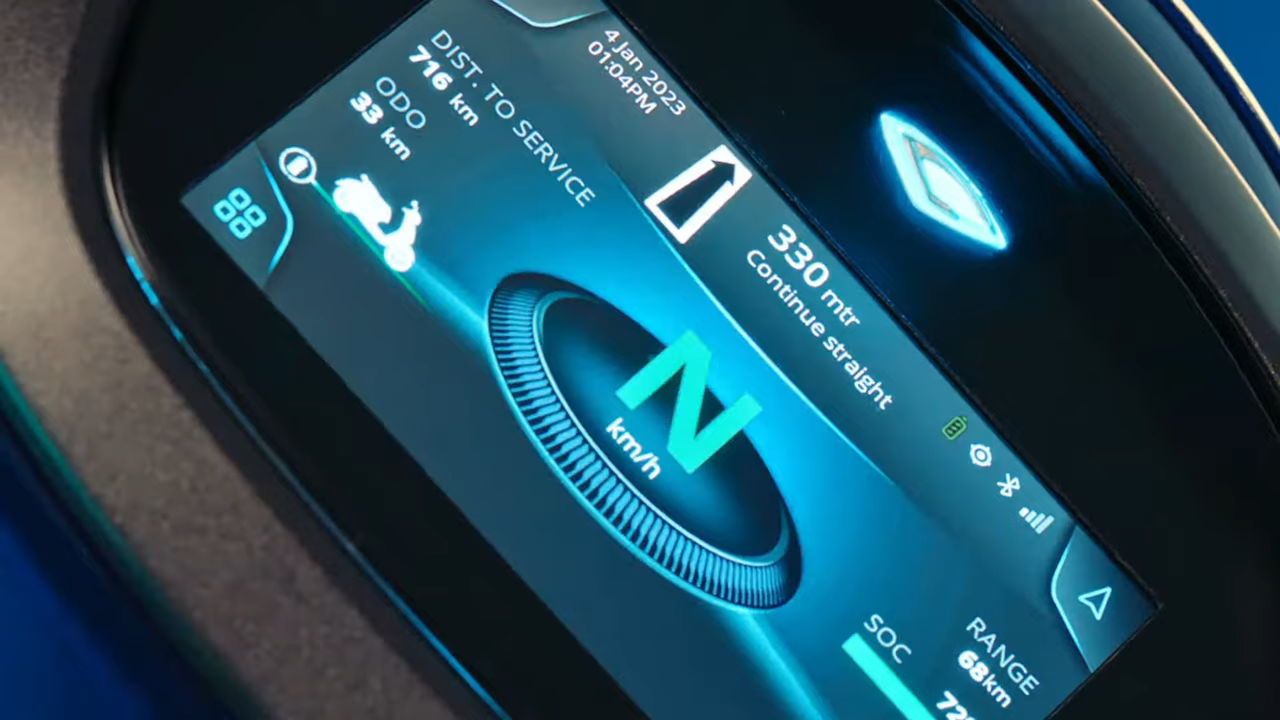 4 Jan 2023
01:04PM
DIST. TO SERVICE
716 km
ODO
33 km
330 mtr
Continue straight
N
km/h
SOC
RANGE
68km